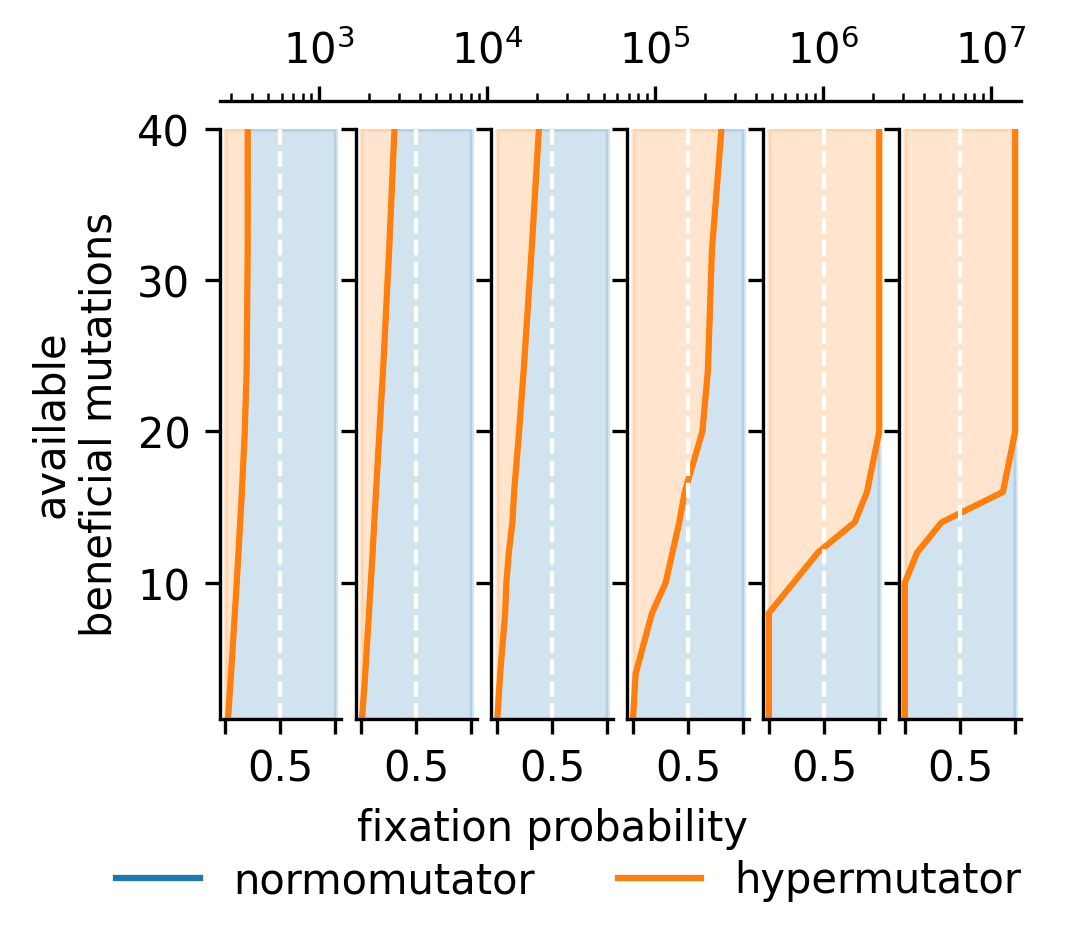 10³ 10⁴ 10⁵ 10⁶ 10⁷
40
30
20
10
available
beneficial mutations
0.5 0.5 0.5 0.5 0.5 0.5
fixation probability
normomutator hypermutator